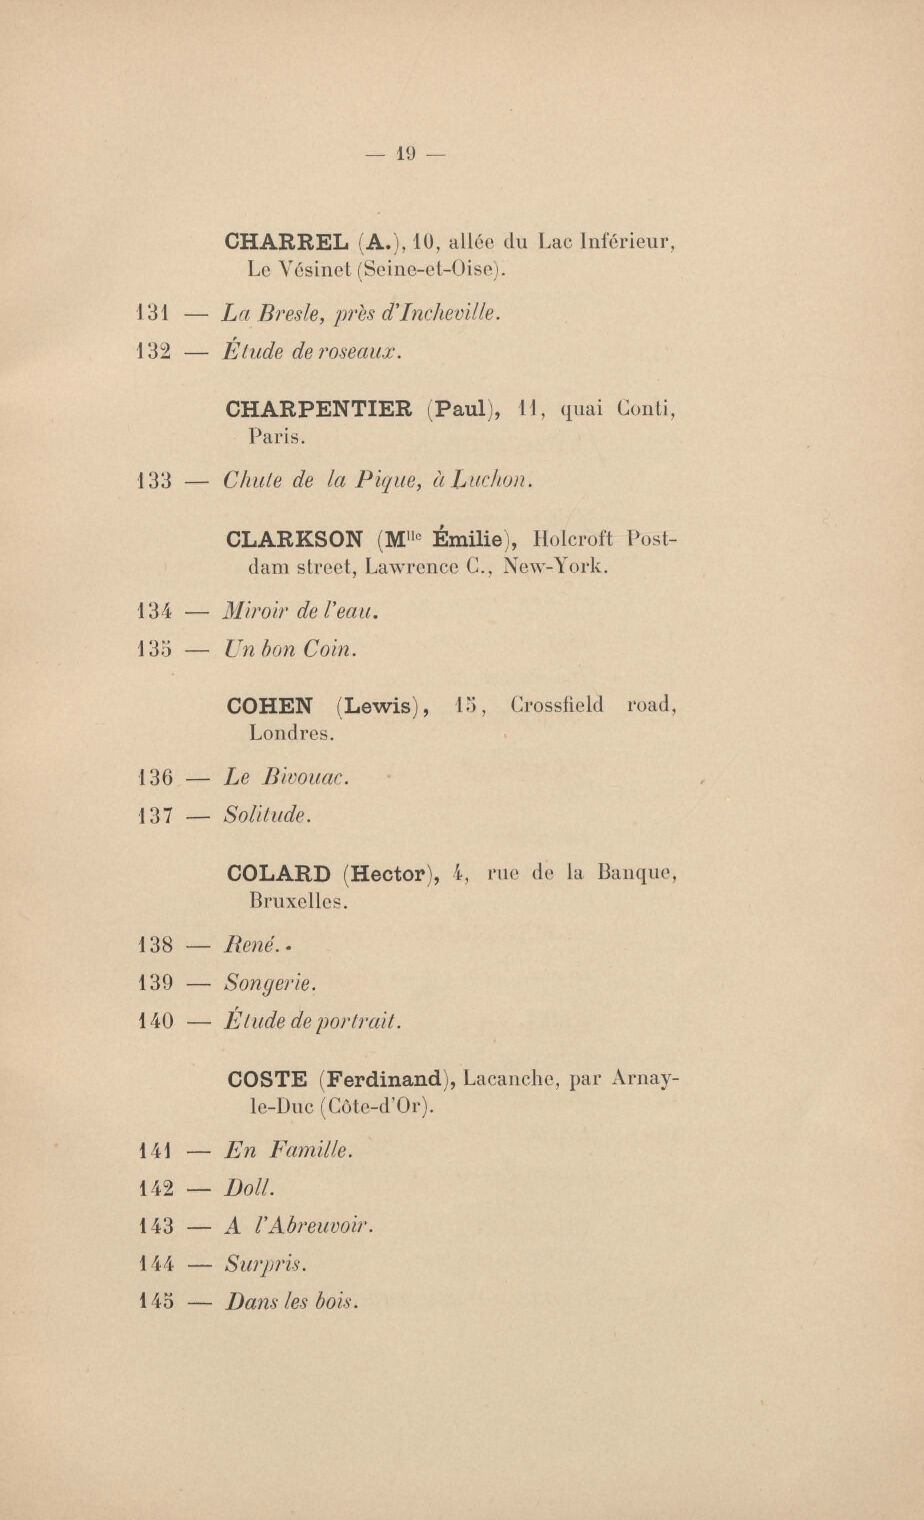 — 19 —
CHARREL (A.), 10, allée du Lac Inférieur,
Le Vésinet (Seine-et-Oise).
131 — La Bresle, près d'Incheville.
132 — Étude de roseaux.
CHARPENTIER (Paul), 11, quai Conti,
Paris.
133 — Chute de la Pique, à Luchon.
CLARKSON (Mlle Émilie), Holcroft Post-
dam street, Lawrence C., New-York.
134 — Miroir de l'eau.
135 — Un bon Coin.
COHEN (Lewis), 15, Crossfield road,
Londres.
136 — Le Bivouac.
137 — Solitude.
COLARD (Hector), 4, rue de la Banque,
Bruxelles.
138 — René.
139 — Songerie.
140 — Étude de portrait.
COSTE (Ferdinand), Lacanche, par Arnay-
le-Duc (Côte-d'Or).
141 — En Famille.
142 — Doll.
143 — A l'Abreuvoir.
144 — Surpris.
145 — Dans les bois.